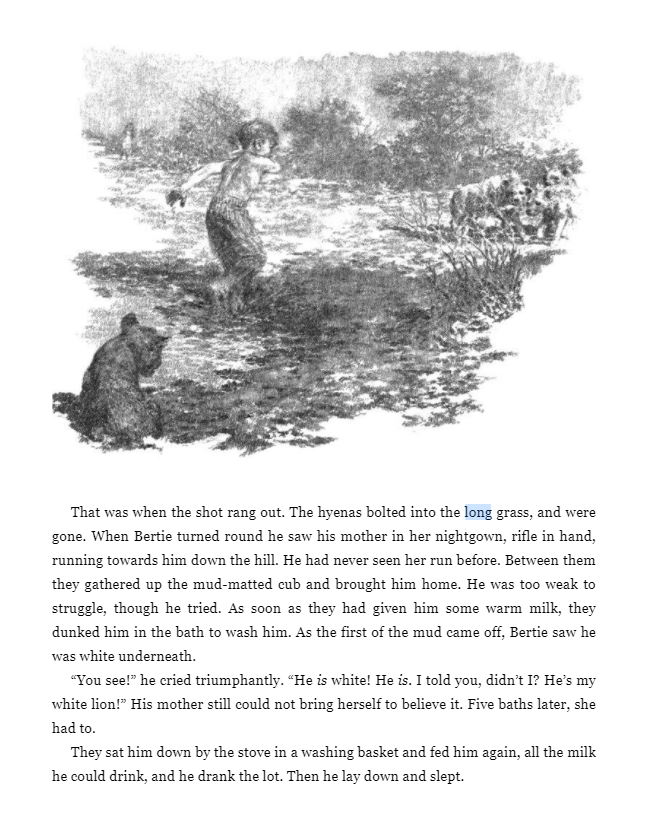 That was when the shot rang out. The hyenas bolted into the long grass, and were
gone. When Bertie turned round he saw his mother in her nightgown, rifle in hand,
running towards him down the hill. He had never seen her run before. Between them
they gathered up the mud-matted cub and brought him home. He was too weak to
struggle, though he tried. As soon as they had given him some warm milk, they
dunked him in the bath to wash him. As the first of the mud came off, Bertie saw he
was white underneath.
“You see!” he cried triumphantly. “He is white! He is. I told you, didn’t I? He’s my
white lion!” His mother still could not bring herself to believe it. Five baths later, she
had to.
They sat him down by the stove in a washing basket and fed him again, all the milk
he could drink, and he drank the lot. Then he lay down and slept.